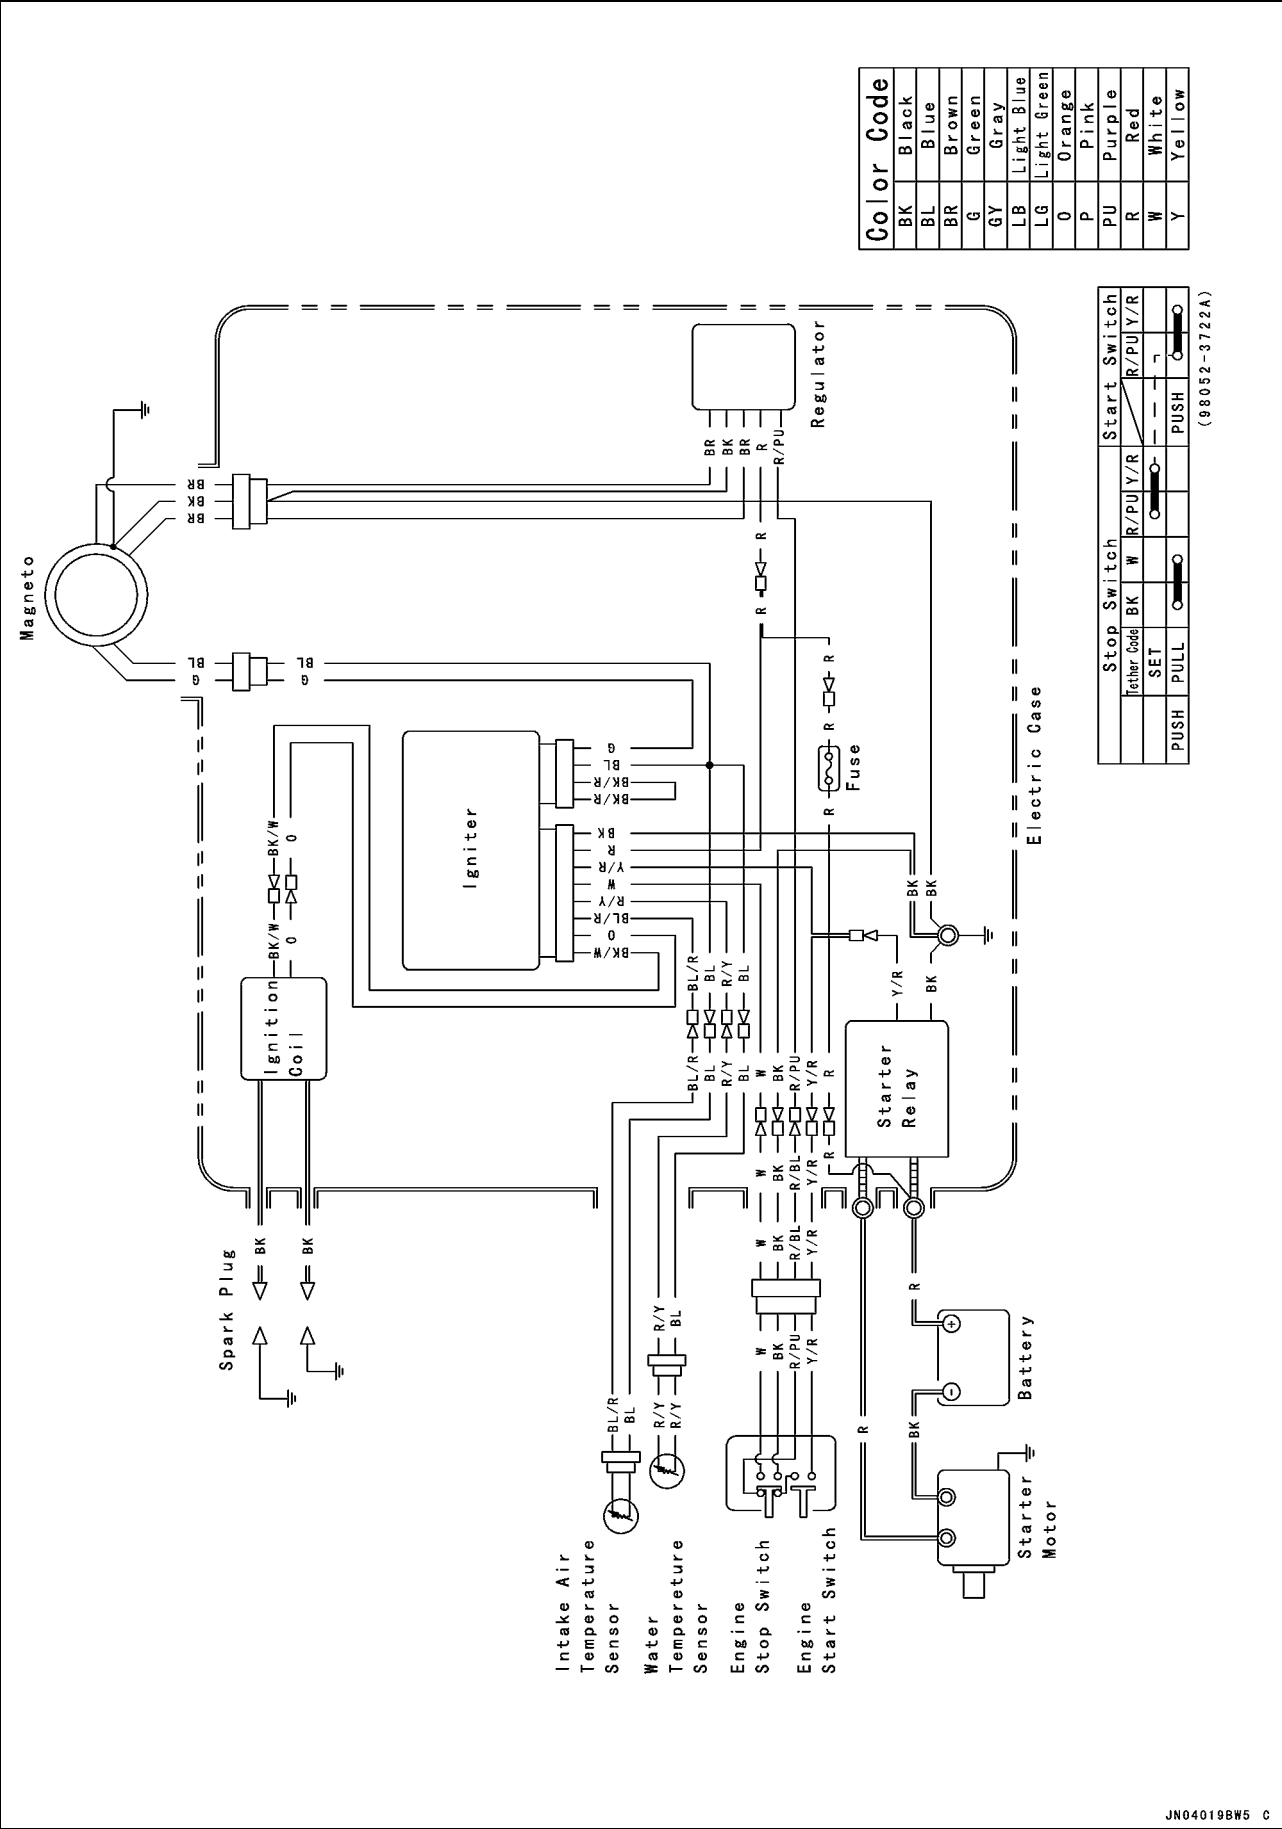 Color Code
BK Black
BL Blue
BR Brown
G Green
GY Gray
LB Light Blue
LG Light Green
O Orange
P Pink
PU Purple
R Red
W White
Y Yellow
Stop Switch Start Switch
Tether Code BK W R/PU Y/R R/PU Y/R
SET
PUSH PULL PUSH
(98052-3722A)
Magneto
BR
BK
BR
BL
G
BL
G
Regulator
BR
BK
BR
R
R/PU
R
R
R
R
Fuse
R
Electric Case
Igniter
G
BL
BK/R
BK/R
BK
R
Y/R
W
R/Y
BL/R
O
BK/W
BK/W
O
BK/W
O
Ignition
Coil
BK
BK
Spark Plug
BL/R
BL
R/Y
BL
BL/R
BL
R/Y
BL
W
BK
R/PU
Y/R
R
W
BK
R/BL
Y/R
R
W
BK
R/BL
Y/R
W
BK
R/PU
Y/R
BK
BK
Y/R
BK
Starter
Relay
R/Y
BL
R/Y
R/Y
BL/R
BL
R
R
BK
Battery
+
-
Starter
Motor
Intake Air
Temperature
Sensor
Water
Tempereture
Sensor
Engine
Stop Switch
Engine
Start Switch
JN04019BW5 C